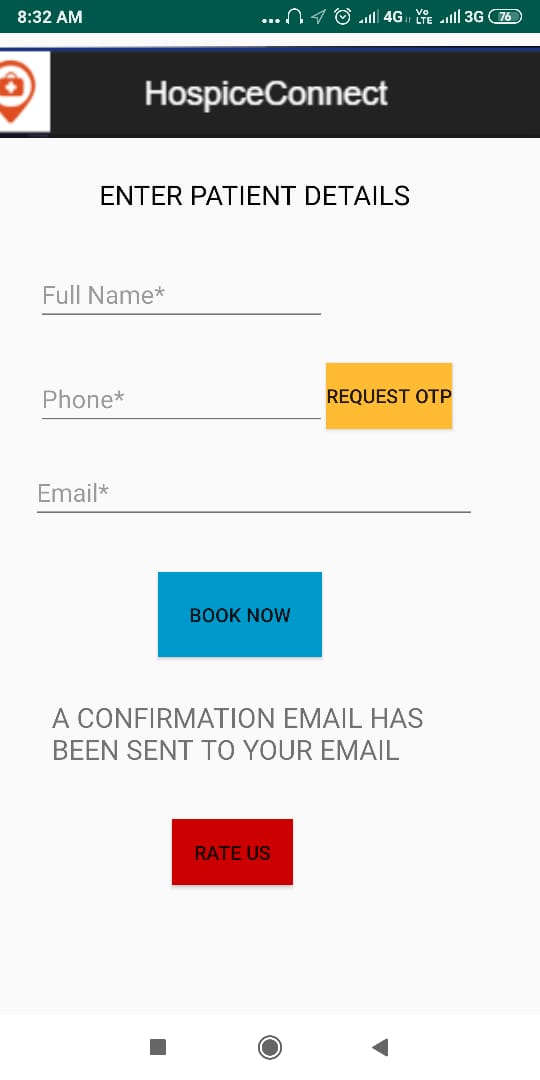 8:32 AM
4G
Vo
LTE
3G
76
HospiceConnect
ENTER PATIENT DETAILS
Full Name*
Phone*
REQUEST OTP
Email*
BOOK NOW
A CONFIRMATION EMAIL HAS
BEEN SENT TO YOUR EMAIL
RATE US